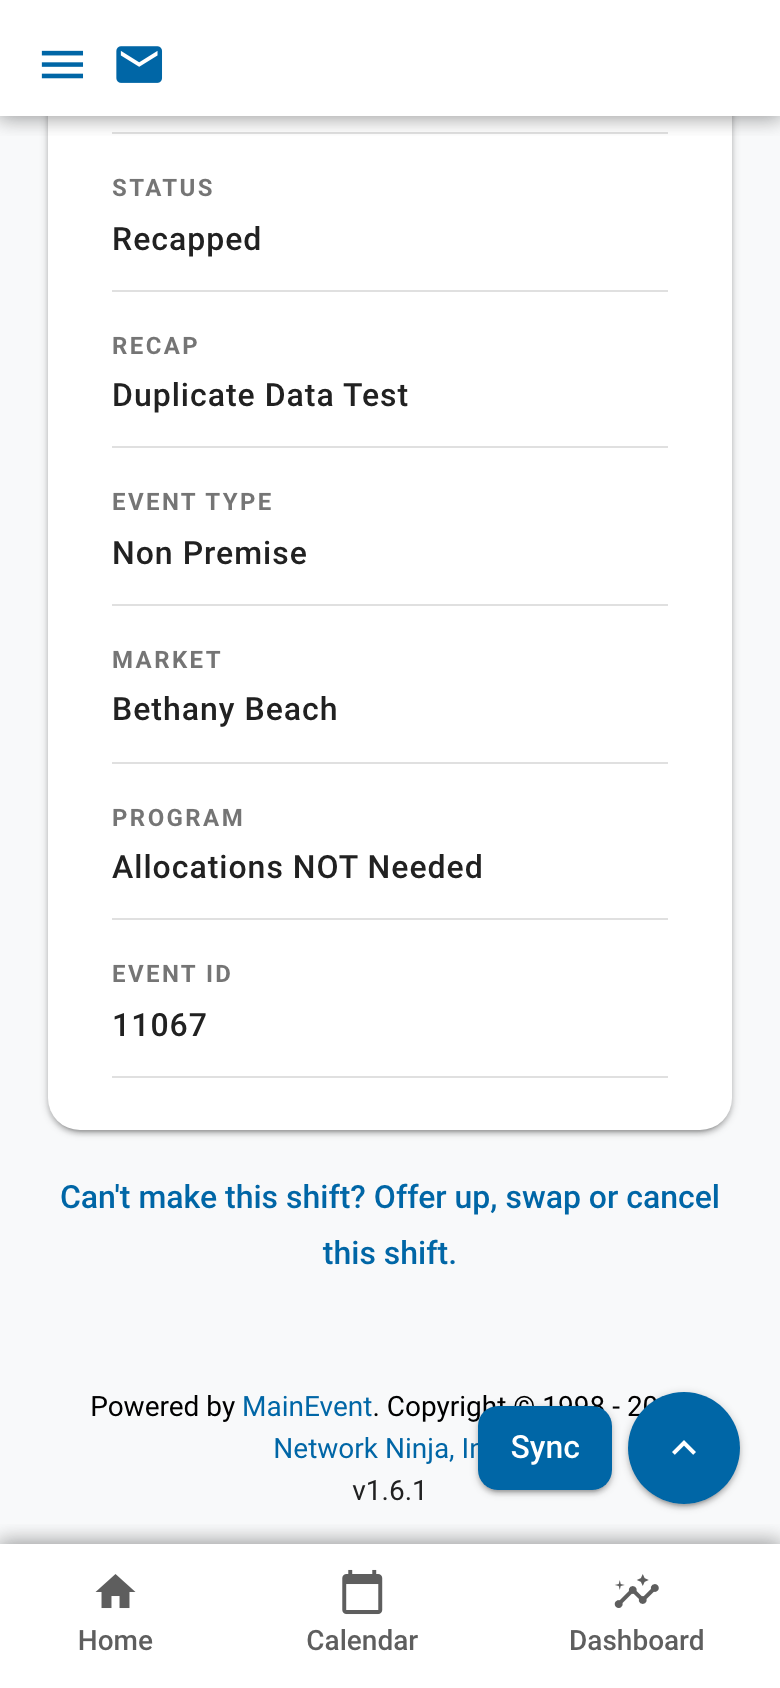 STATUS
Recapped
RECAP
Duplicate Data Test
EVENT TYPE
Non Premise
MARKET
Bethany Beach
PROGRAM
Allocations NOT Needed
EVENT ID
11067
Can't make this shift? Offer up, swap or cancel
this shift.
Powered by MainEvent. Copyright © 1998 -
Network Ninja,
v1.6.1
Sync
Home
Calendar
Dashboard